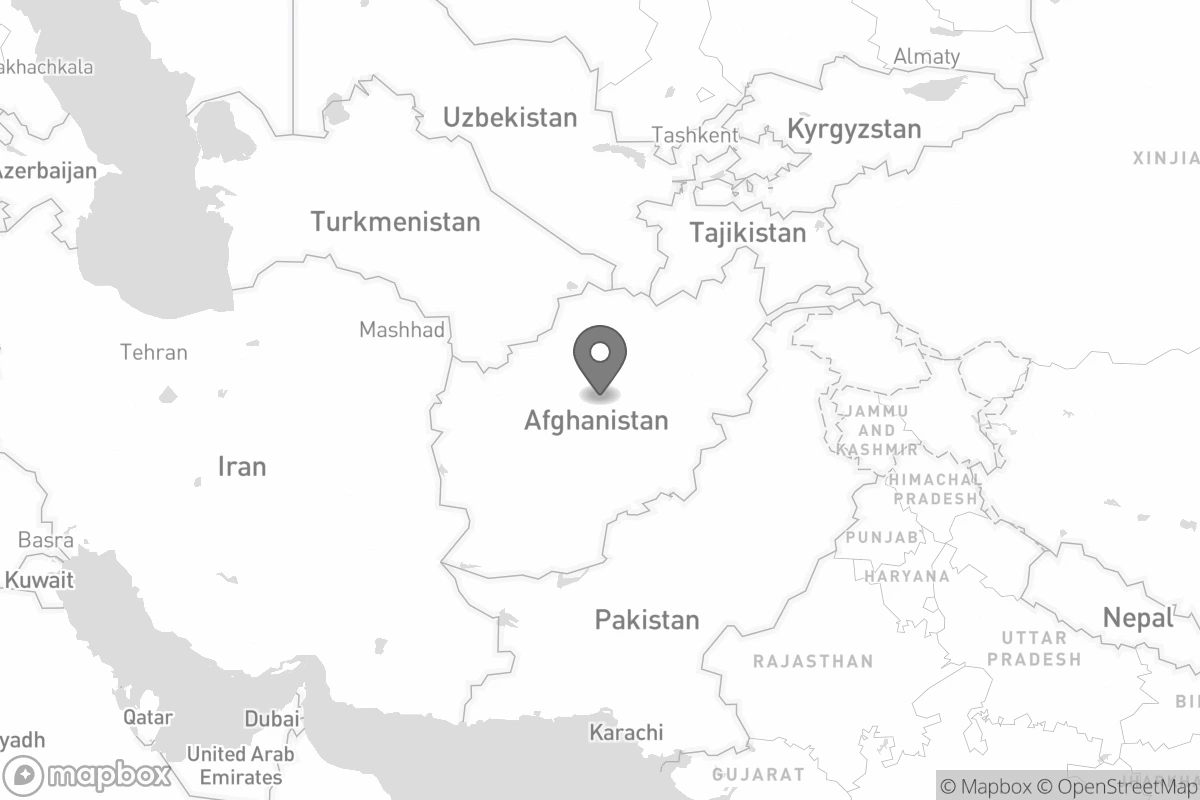 Almaty
akhachkala
Uzbekistan
Tashkent
Kyrgyzstan
XINJIA
Azerbaijan
Turkmenistan
Tajikistan
Mashhad
Tehran
Afghanistan
JAMMU
AND
KASHMIR
Iran
HIMACHAL
PRADESH
Basra
PUNJAB
Kuwait
HARYANA
Pakistan
Nepal
UTTAR
PRADESH
RAJASTHAN
BI
Qatar
Dubai
Karachi
yadh
United Arab
Emirates
GUJARAT
mapbox
© Mapbox © OpenStreetMap